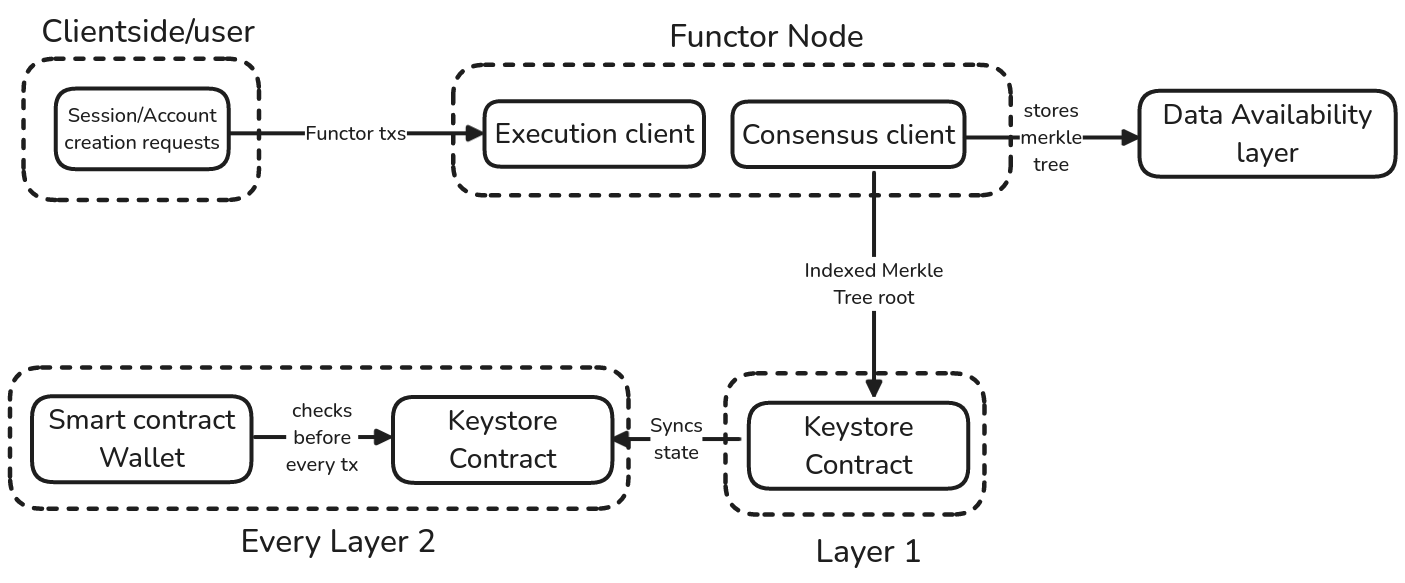 Clientside/user
Functor Node
Session/Account
creation requests
Functor txs
Execution client
Consensus client
stores
merkle
tree
Data Availability
layer
Indexed Merkle
Tree root
Smart contract
Wallet
checks
before
every tx
Keystore
Contract
Syncs
state
Keystore
Contract
Every Layer 2
Layer 1